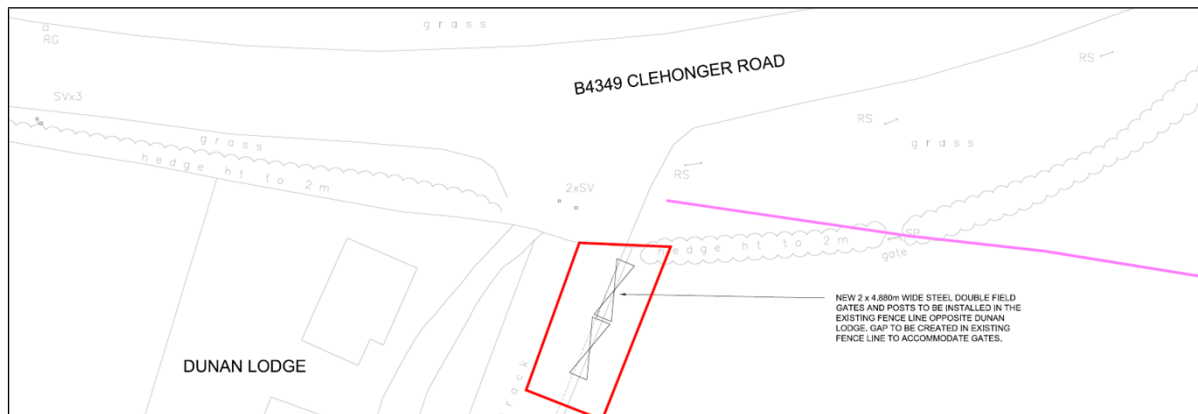 grass
RG
B4349 CLEHONGER ROAD
RS
SVx3
RS
grass
grass
hedge ht to 2m
RS
2xSV
SP
hedge ht to 2m
gate
NEW 2 x 4,880m WIDE STEEL DOUBLE FIELD
GATES AND POSTS TO BE INSTALLED IN THE
EXISTING FENCE LINE OPPOSITE DUNAN
LODGE. GAP TO BE CREATED IN EXISTING
FENCE LINE TO ACCOMMODATE GATES.
DUNAN LODGE
track